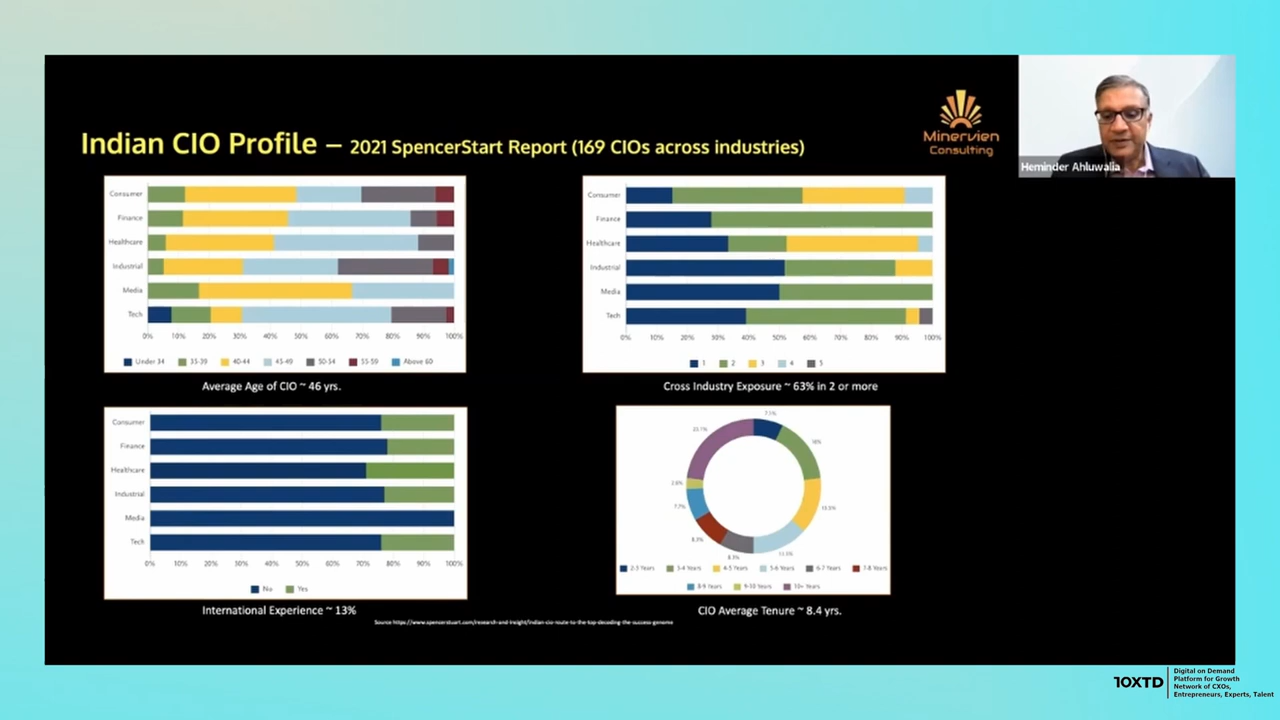 Indian CIO Profile – 2021 SpencerStart Report (169 CIOs across industries)
Minervien
Consulting
Heminder Ahluwalia
Consumer
Finance
Healthcare
Industrial
Media
Tech
0% 10% 20% 30% 40% 50% 60% 70% 80% 90% 100%
Under 34 35-39 40-44 45-49 50-54 55-59 Above 60
Average Age of CIO ~ 46 yrs.
Consumer
Finance
Healthcare
Industrial
Media
Tech
0% 10% 20% 30% 40% 50% 60% 70% 80% 90% 100%
1 2 3 4 5
Cross Industry Exposure ~ 63% in 2 or more
Consumer
Finance
Healthcare
Industrial
Media
Tech
0% 10% 20% 30% 40% 50% 60% 70% 80% 90% 100%
No Yes
International Experience ~ 13%
7.1%
7.7%
2-3 Years 3-4 Years 4-5 Years 5-6 Years 6-7 Years 7-8 Years
8-9 Years 9-10 Years 10+ Years
CIO Average Tenure ~ 8.4 yrs.
Source https://www.spencerstuart.com/research-and-insight/indian-cio-route-to-the-top-decoding-the-success-genome
10XTD
Digital on Demand
Platform for Growth
Network of CXOs,
Entrepreneurs, Experts, Talent